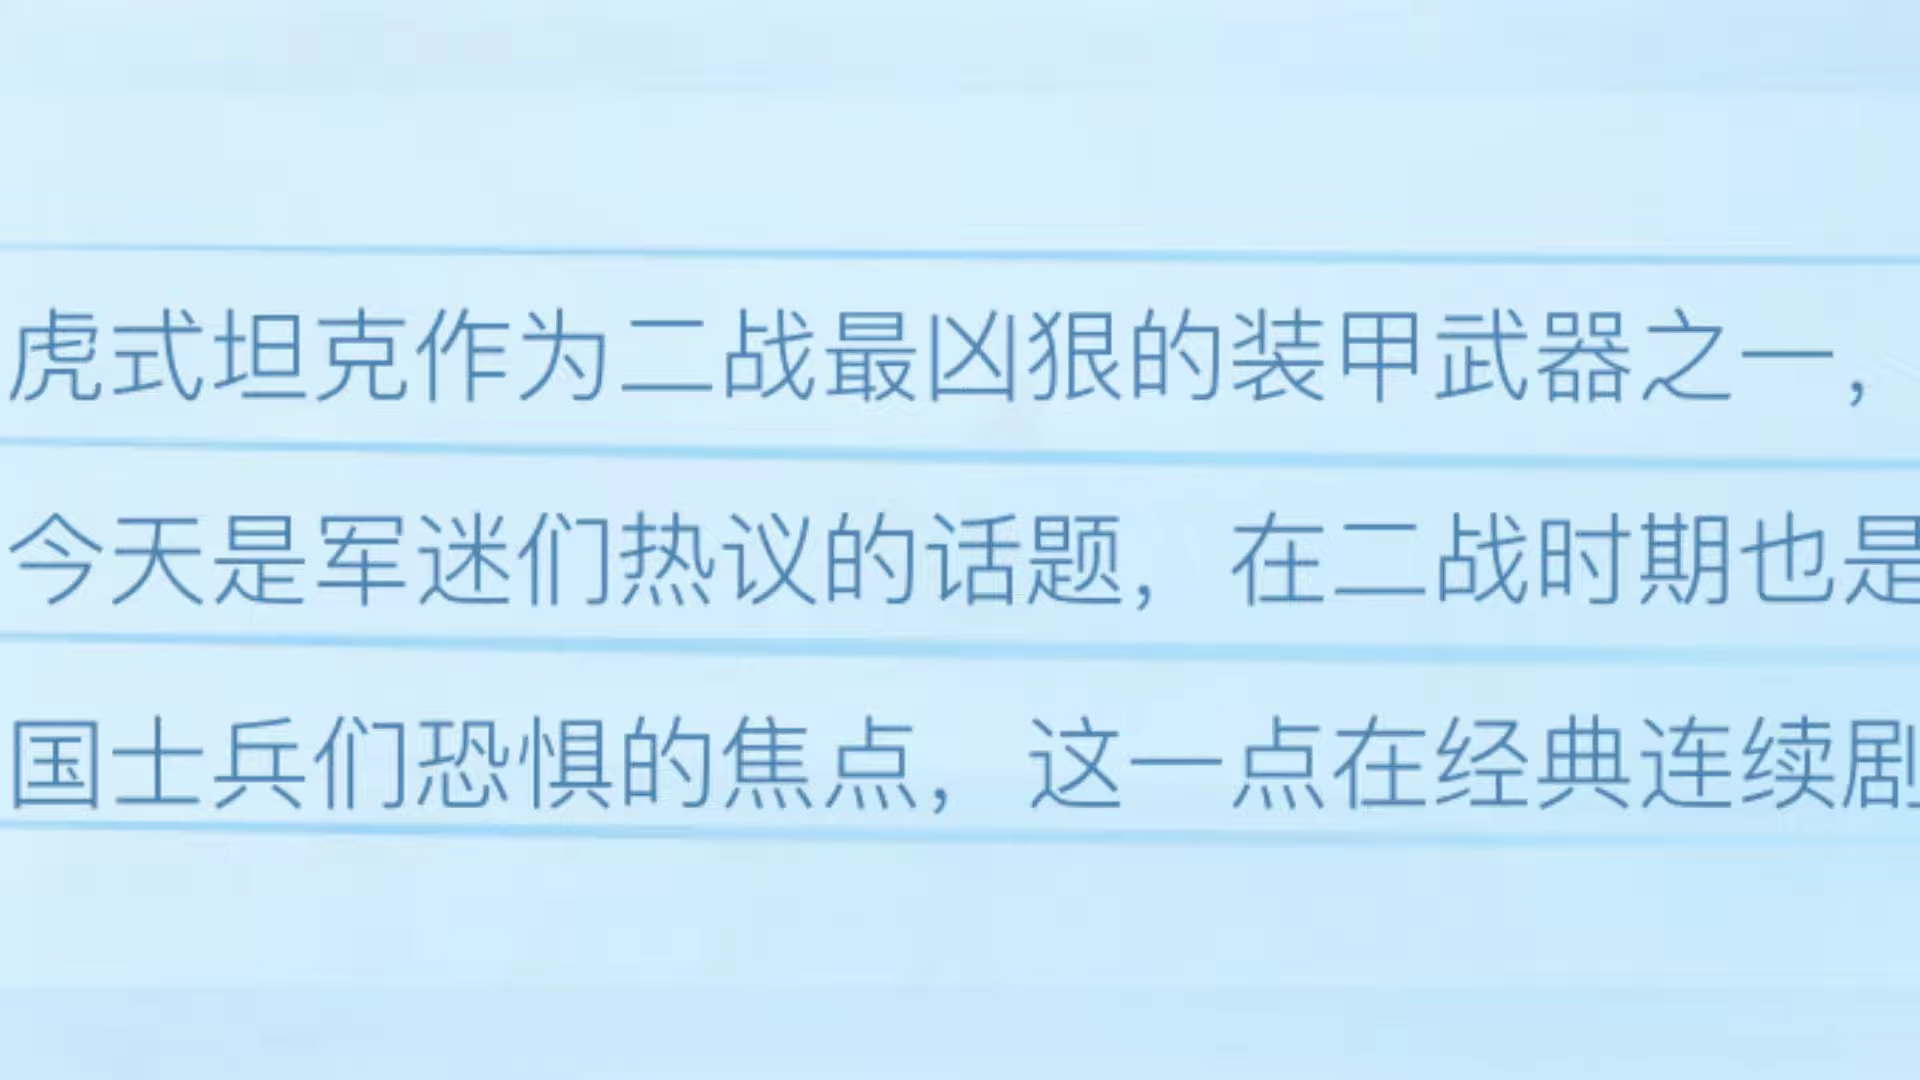 虎式坦克作为二战最凶狠的装甲武器之一，
今天是军迷们热议的话题，在二战时期也是
国士兵们恐惧的焦点，这一点在经典连续剧